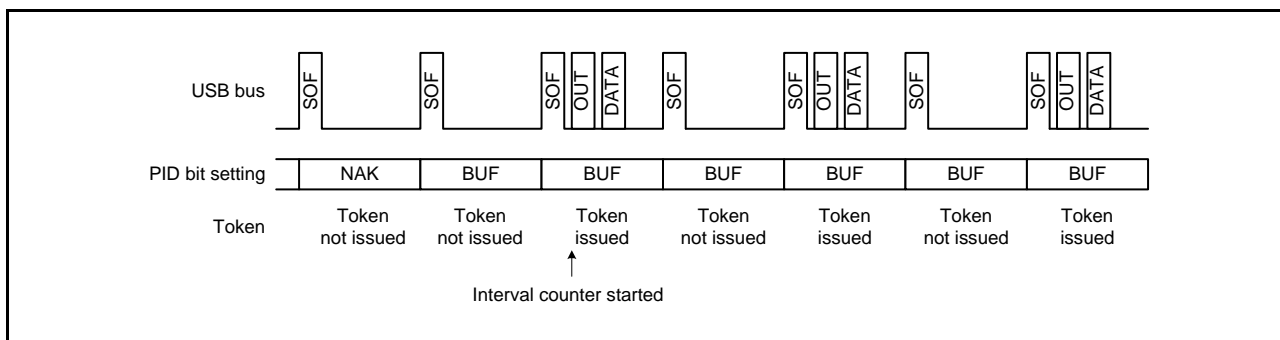 USB bus SOF SOF SOF OUT DATA SOF SOF OUT DATA SOF SOF OUT DATA
PID bit setting NAK BUF BUF BUF BUF BUF BUF
Token Token not issued Token not issued Token issued Token not issued Token issued Token not issued Token issued
Interval counter started